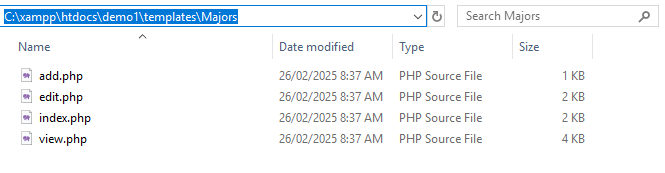 C:\xampp\htdocs\demo1\templates\Majors Search Majors
Name Date modified Type Size
add.php 26/02/2025 8:37 AM PHP Source File 1 KB
edit.php 26/02/2025 8:37 AM PHP Source File 2 KB
index.php 26/02/2025 8:37 AM PHP Source File 2 KB
view.php 26/02/2025 8:37 AM PHP Source File 4 KB